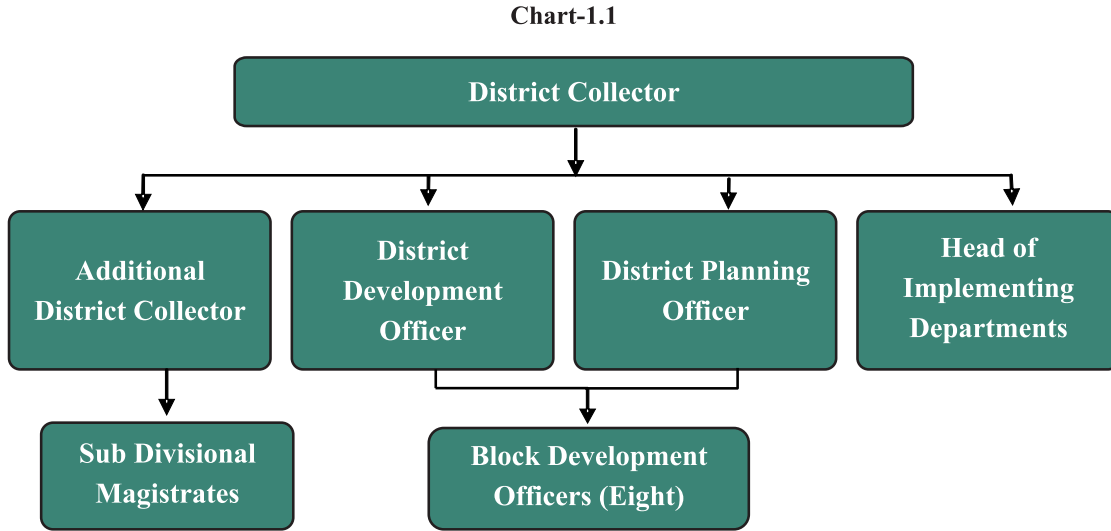 Chart-1.1
District Collector
Additional
District Collector
District
Development
Officer
District Planning
Officer
Head of
Implementing
Departments
Sub Divisional
Magistrates
Block Development
Officers (Eight)